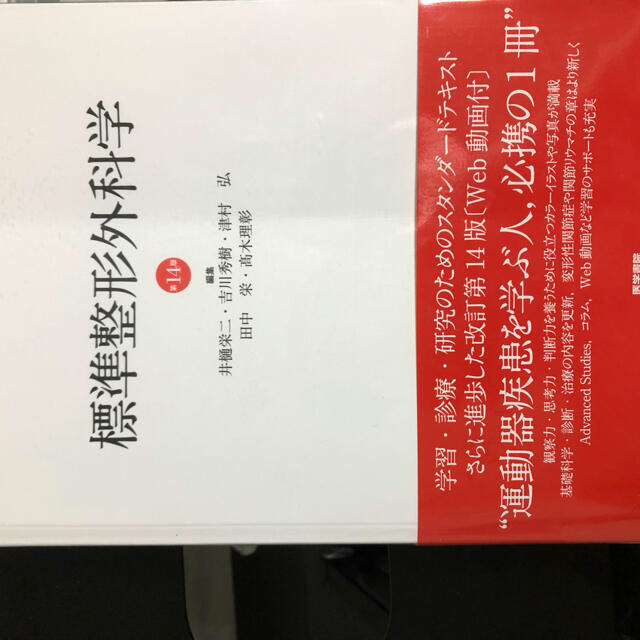 標準整形外科学
第14版
編集
井樋栄二・吉川秀樹・津村 弘
田中 栄・髙木理彰
学習・診療・研究のためのスタンダードテキスト
さらに進歩した改訂第14版〔Web動画付〕
“運動器疾患を学ぶ人，必携の1冊”
観察力・思考力・判断力を養うために役立つカラーイラストや写真が満載
基礎科学・診断・治療の内容を更新，変形性関節症や関節リウマチの章はより新しく
Advanced Studies，コラム，Web動画など学習のサポートも充実
医学書院